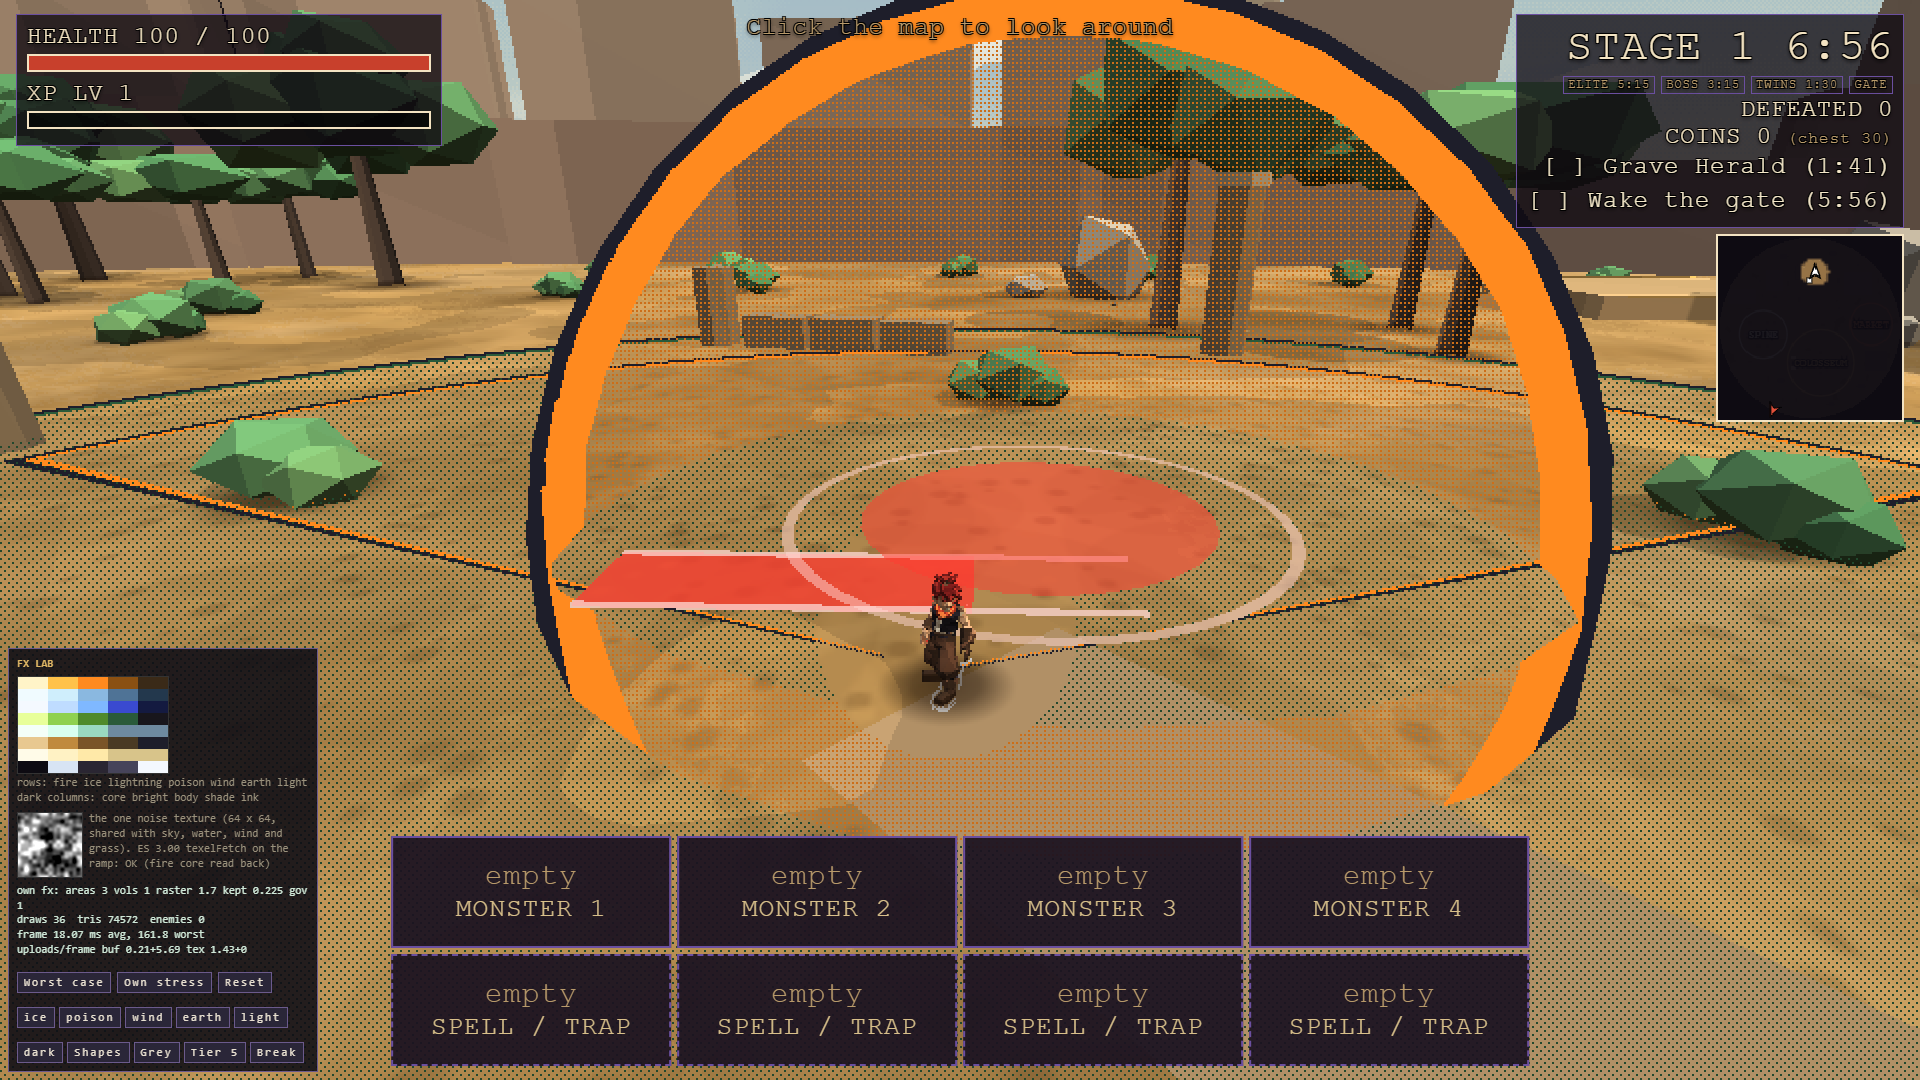 HEALTH 100 / 100
XP LV 1
Click the map to look around
STAGE 1 6:56
ELITE 5:15 BOSS 3:15 TWINS 1:30 GATE
DEFEATED 0
COINS 0 (chest 30)
[ ] Grave Herald (1:41)
[ ] Wake the gate (5:56)
FX LAB
rows: fire ice lightning poison wind earth light
dark columns: core bright body shade ink
the one noise texture (64 x 64,
shared with sky, water, wind and
grass). ES 3.00 texelFetch on the
ramp: OK (fire core read back)
own fx: areas 3 vols 1 raster 1.7 kept 0.225 gov
1
draws 36 tris 74572 enemies 0
frame 18.07 ms avg, 161.8 worst
uploads/frame buf 0.21+5.69 tex 1.43+0
Worst case Own stress Reset
ice poison wind earth light
dark Shapes Grey Tier 5 Break
empty empty empty empty
MONSTER 1 MONSTER 2 MONSTER 3 MONSTER 4
empty empty empty empty
SPELL / TRAP SPELL / TRAP SPELL / TRAP SPELL / TRAP